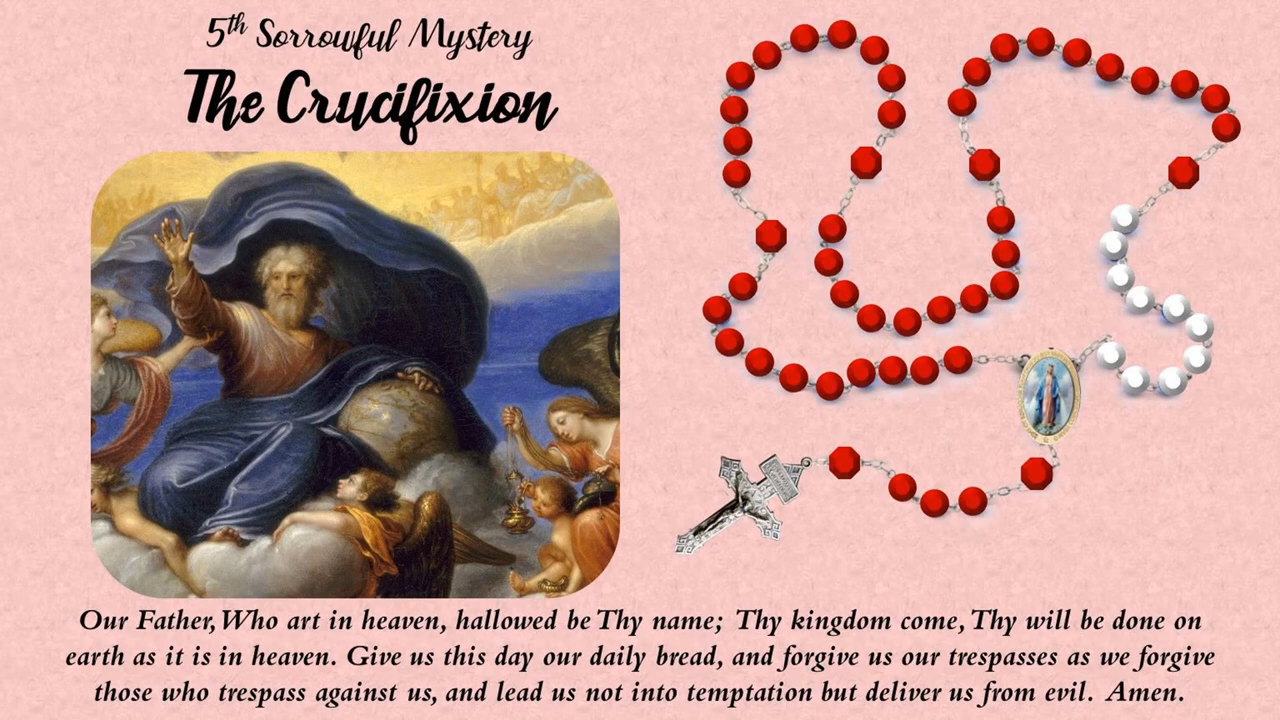 5th Sorrowful Mystery
The Crucifixion
Our Father, Who art in heaven, hallowed be Thy name; Thy kingdom come, Thy will be done on
earth as it is in heaven. Give us this day our daily bread, and forgive us our trespasses as we forgive
those who trespass against us, and lead us not into temptation but deliver us from evil. Amen.